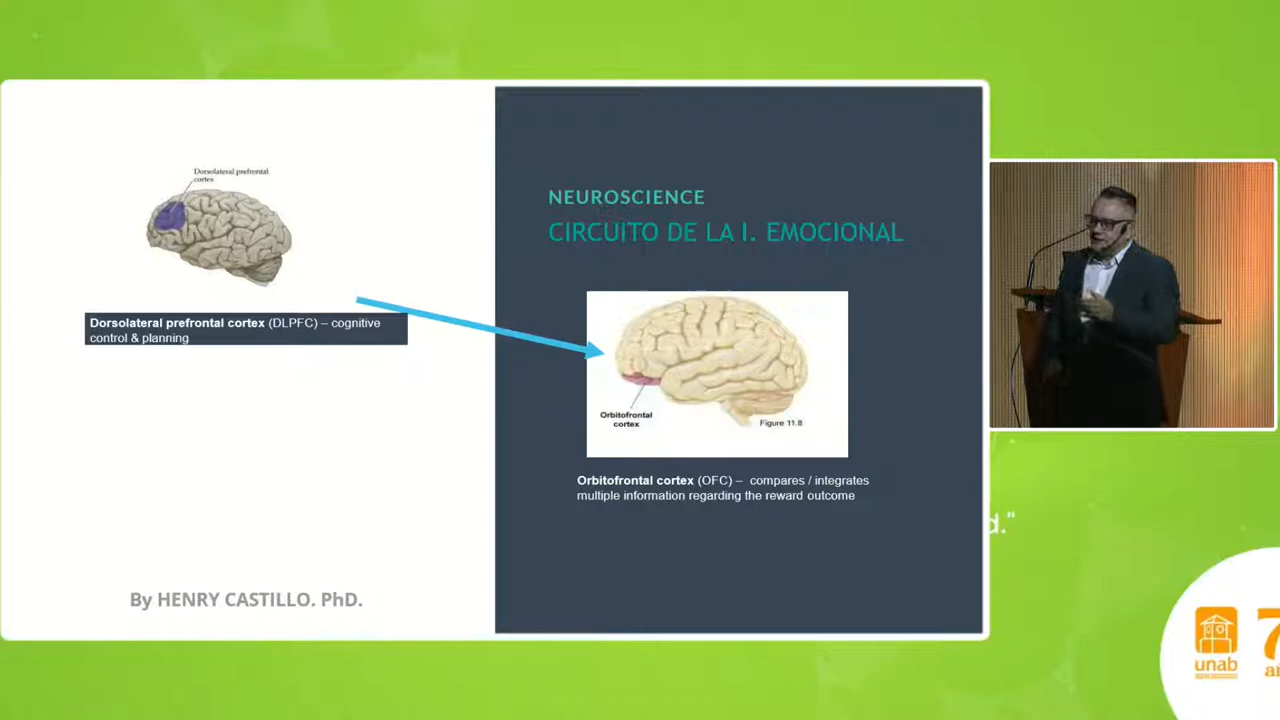 Dorsolateral prefrontal
cortex
Dorsolateral prefrontal cortex (DLPFC) – cognitive
control & planning
By HENRY CASTILLO. PhD.
NEUROSCIENCE
CIRCUITO DE LA I. EMOCIONAL
Orbitofrontal
cortex
Figure 11.8
Orbitofrontal cortex (OFC) – compares / integrates
multiple information regarding the reward outcome
d."
unab
7